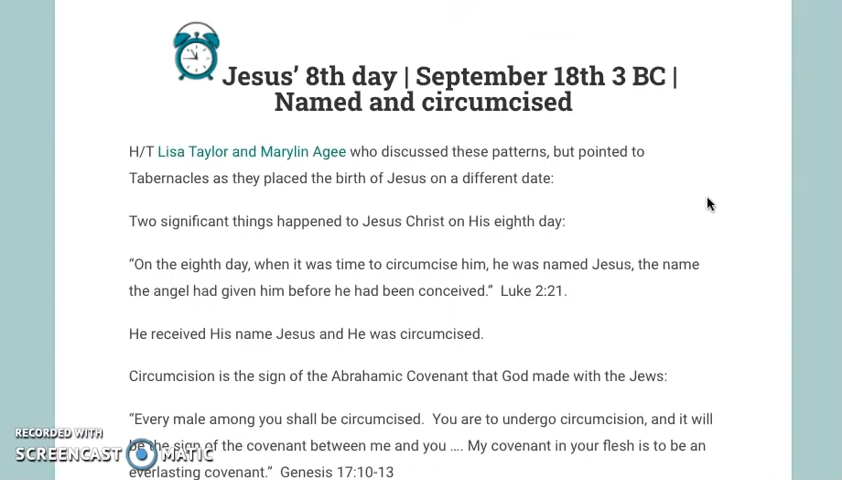 Jesus’ 8th day | September 18th 3 BC |
Named and circumcised
H/T Lisa Taylor and Marylin Agee who discussed these patterns, but pointed to
Tabernacles as they placed the birth of Jesus on a different date:
Two significant things happened to Jesus Christ on His eighth day:
“On the eighth day, when it was time to circumcise him, he was named Jesus, the name
the angel had given him before he had been conceived.”  Luke 2:21.
He received His name Jesus and He was circumcised.
Circumcision is the sign of the Abrahamic Covenant that God made with the Jews:
“Every male among you shall be circumcised.  You are to undergo circumcision, and it will
be the sign of the covenant between me and you .... My covenant in your flesh is to be an
everlasting covenant.”  Genesis 17:10-13
RECORDED WITH
SCREENCAST MATIC